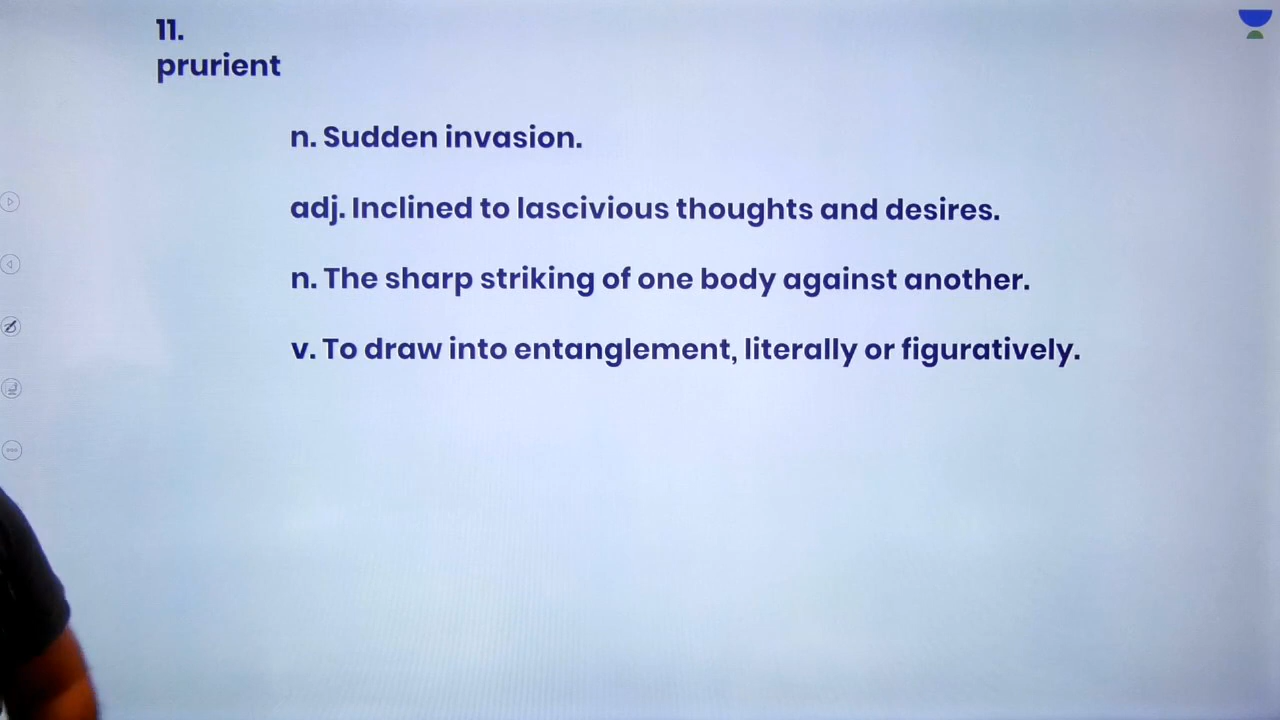 11.
prurient
n. Sudden invasion.
adj. Inclined to lascivious thoughts and desires.
n. The sharp striking of one body against another.
v. To draw into entanglement, literally or figuratively.